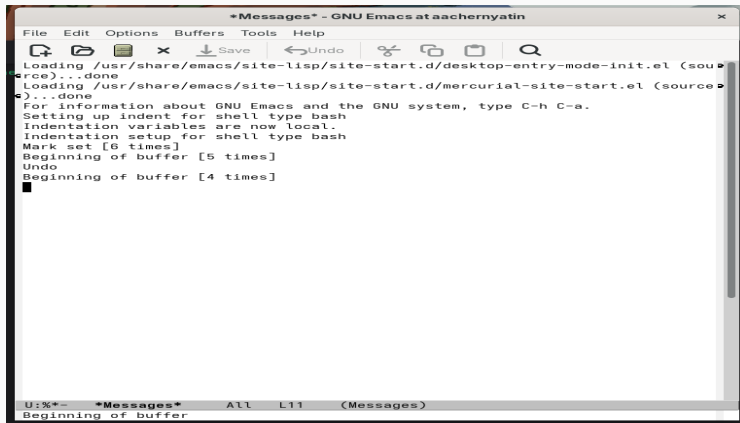 *Messages* - GNU Emacs at aachernyatin
File Edit Options Buffers Tools Help
Save Undo
Loading /usr/share/emacs/site-lisp/site-start.d/desktop-entry-mode-init.el (sou
rce)...done
Loading /usr/share/emacs/site-lisp/site-start.d/mercurial-site-start.el (source
)...done
For information about GNU Emacs and the GNU system, type C-h C-a.
Setting up indent for shell type bash
Indentation variables are now local.
Indentation setup for shell type bash
Mark set [6 times]
Beginning of buffer [5 times]
Undo
Beginning of buffer [4 times]
U:%*- *Messages* All L11 (Messages)
Beginning of buffer